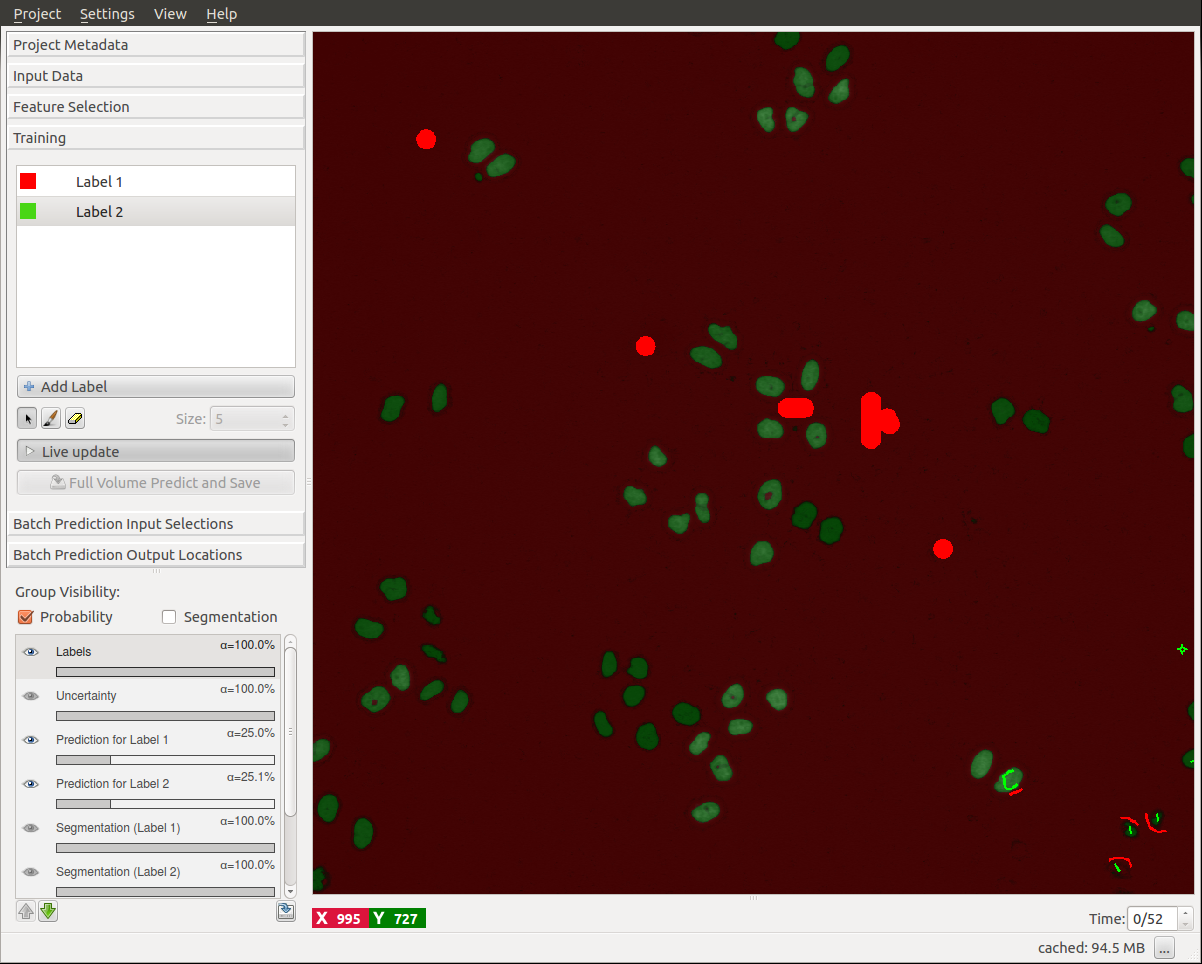 Project Settings View Help
Project Metadata
Input Data
Feature Selection
Training
Label 1
Label 2
Add Label
Size: 5
Live update
Full Volume Predict and Save
Batch Prediction Input Selections
Batch Prediction Output Locations
Group Visibility:
Probability Segmentation
Labels α=100.0%
Uncertainty α=100.0%
Prediction for Label 1 α=25.0%
Prediction for Label 2 α=25.1%
Segmentation (Label 1) α=100.0%
Segmentation (Label 2) α=100.0%
X 995 Y 727
Time: 0/52
cached: 94.5 MB ...